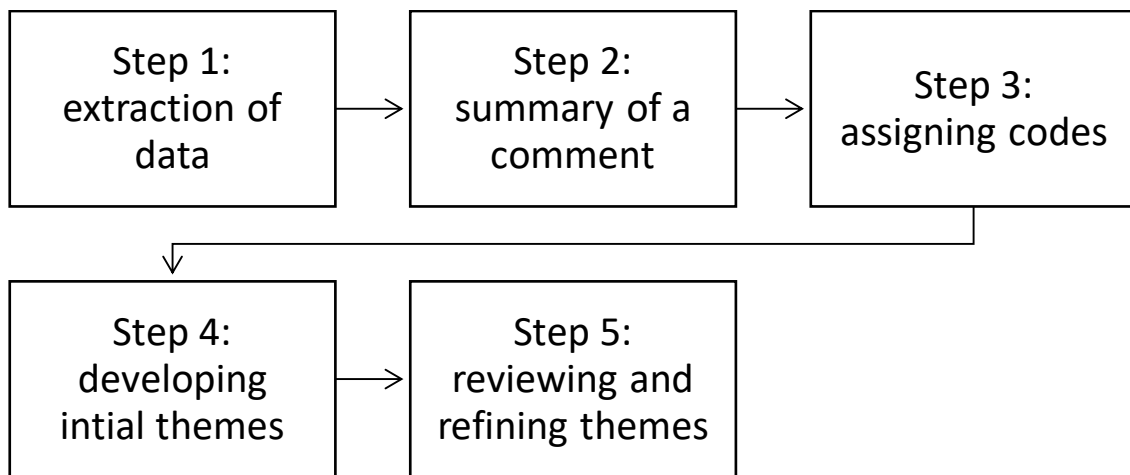 Step 1:
extraction of
data
Step 2:
summary of a
comment
Step 3:
assigning codes
Step 4:
developing
intial themes
Step 5:
reviewing and
refining themes